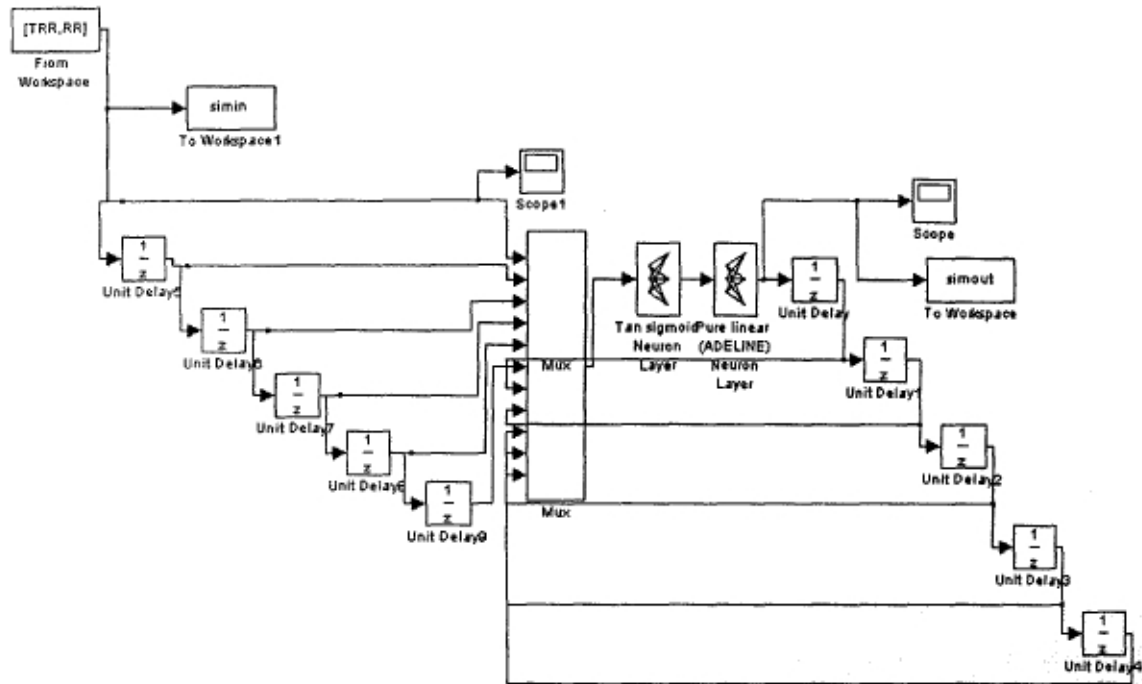 [TRR,RR]
From
Workspace
simin
To Workspace1
Scope1
Scope
1
z
Unit Delay5
1
z
Unit Delay6
1
z
Unit Delay7
1
z
Unit Delay8
1
z
Unit Delay9
Mux
Mux
Tan sigmoid
Neuron
Layer
Pure linear
(ADELINE)
Neuron
Layer
1
z
Unit Delay
simout
To Workspace
1
z
Unit Delay1
1
z
Unit Delay2
1
z
Unit Delay3
1
z
Unit Delay4